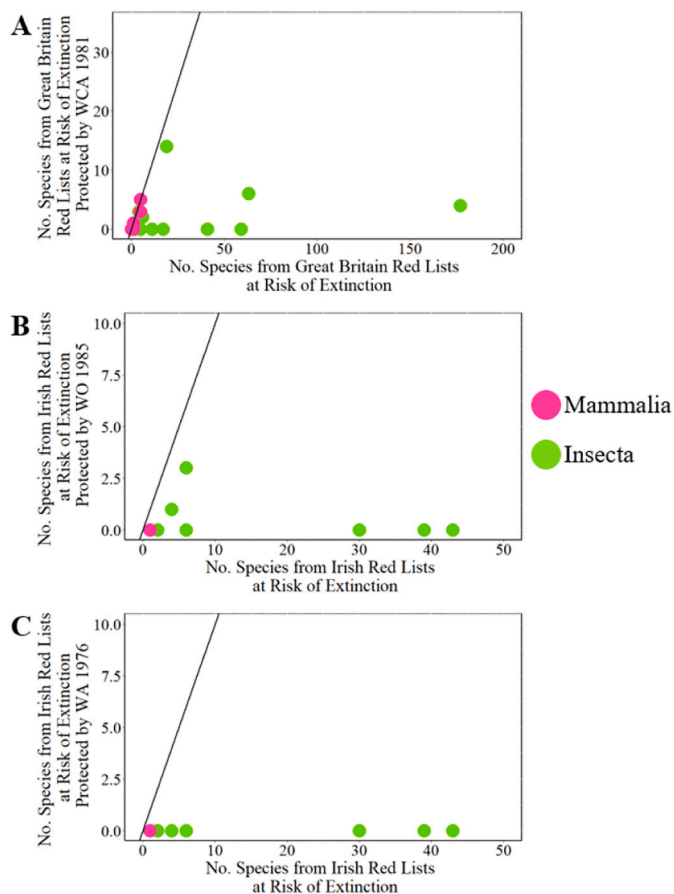 A
No. Species from Great Britain
Red Lists at Risk of Extinction
Protected by WCA 1981
30
20
10
0
0
50
100
150
200
No. Species from Great Britain Red Lists
at Risk of Extinction
B
No. Species from Irish Red Lists
at Risk of Extinction
Protected by WO 1985
10.0
7.5
5.0
2.5
0.0
0
10
20
30
40
50
No. Species from Irish Red Lists
at Risk of Extinction
Mammalia
Insecta
C
No. Species from Irish Red Lists
at Risk of Extinction
Protected by WA 1976
10.0
7.5
5.0
2.5
0.0
0
10
20
30
40
50
No. Species from Irish Red Lists
at Risk of Extinction